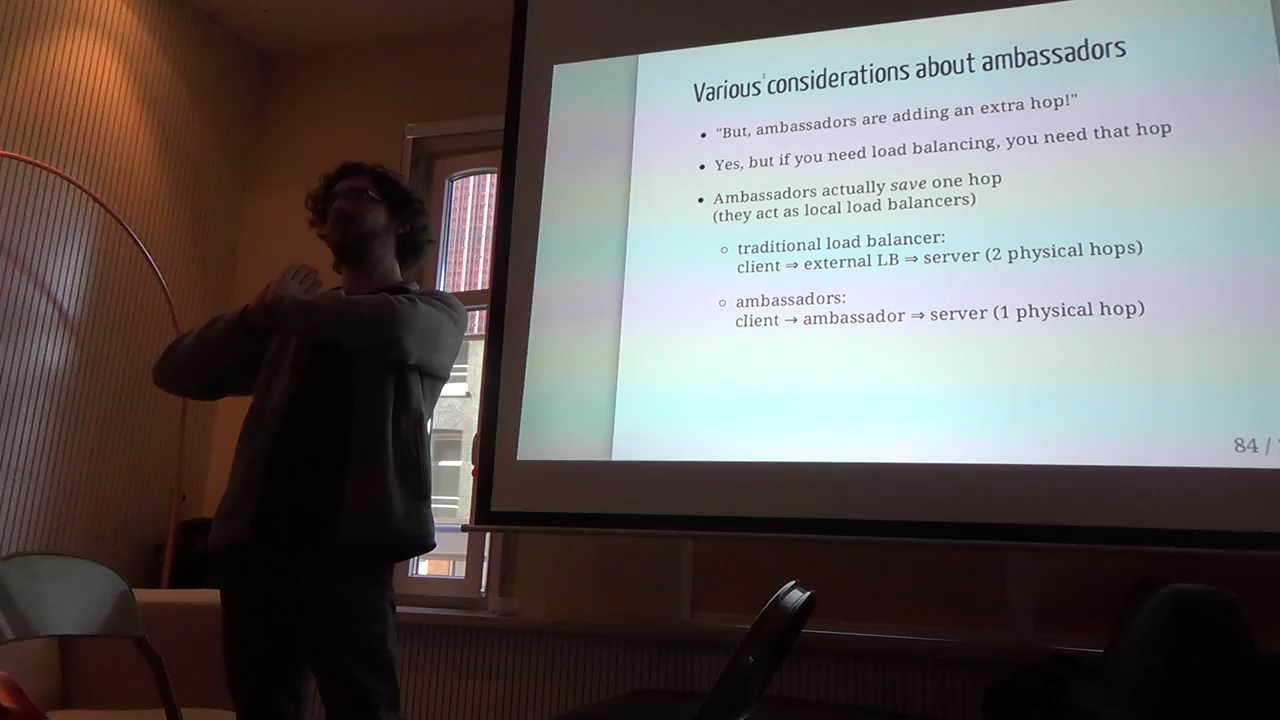 Various considerations about ambassadors
• "But, ambassadors are adding an extra hop!"
• Yes, but if you need load balancing, you need that hop
• Ambassadors actually save one hop
(they act as local load balancers)
○ traditional load balancer:
client ⇒ external LB ⇒ server (2 physical hops)
○ ambassadors:
client → ambassador ⇒ server (1 physical hop)
84 /